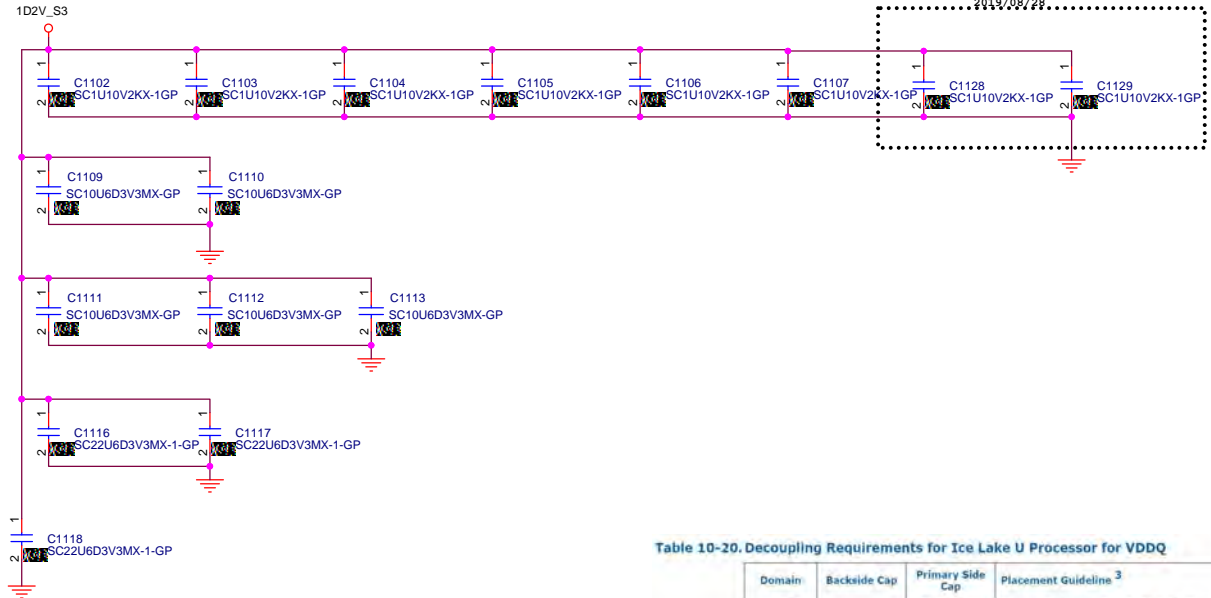 2019/08/28
1D2V_S3
1
2
C1102
SC1U10V2KX-1GP
1
2
C1103
SC1U10V2KX-1GP
1
2
C1104
SC1U10V2KX-1GP
1
2
C1105
SC1U10V2KX-1GP
1
2
C1106
SC1U10V2KX-1GP
1
2
C1107
SC1U10V2KX-1GP
1
2
C1128
SC1U10V2KX-1GP
1
2
C1129
SC1U10V2KX-1GP
1
2
C1109
SC10U6D3V3MX-GP
1
2
C1110
SC10U6D3V3MX-GP
1
2
C1111
SC10U6D3V3MX-GP
1
2
C1112
SC10U6D3V3MX-GP
1
2
C1113
SC10U6D3V3MX-GP
1
2
C1116
SC22U6D3V3MX-1-GP
1
2
C1117
SC22U6D3V3MX-1-GP
1
2
C1118
SC22U6D3V3MX-1-GP
Table 10-20. Decoupling Requirements for Ice Lake U Processor for VDDQ
Domain
Backside Cap
Primary Side
Cap
Placement Guideline 3